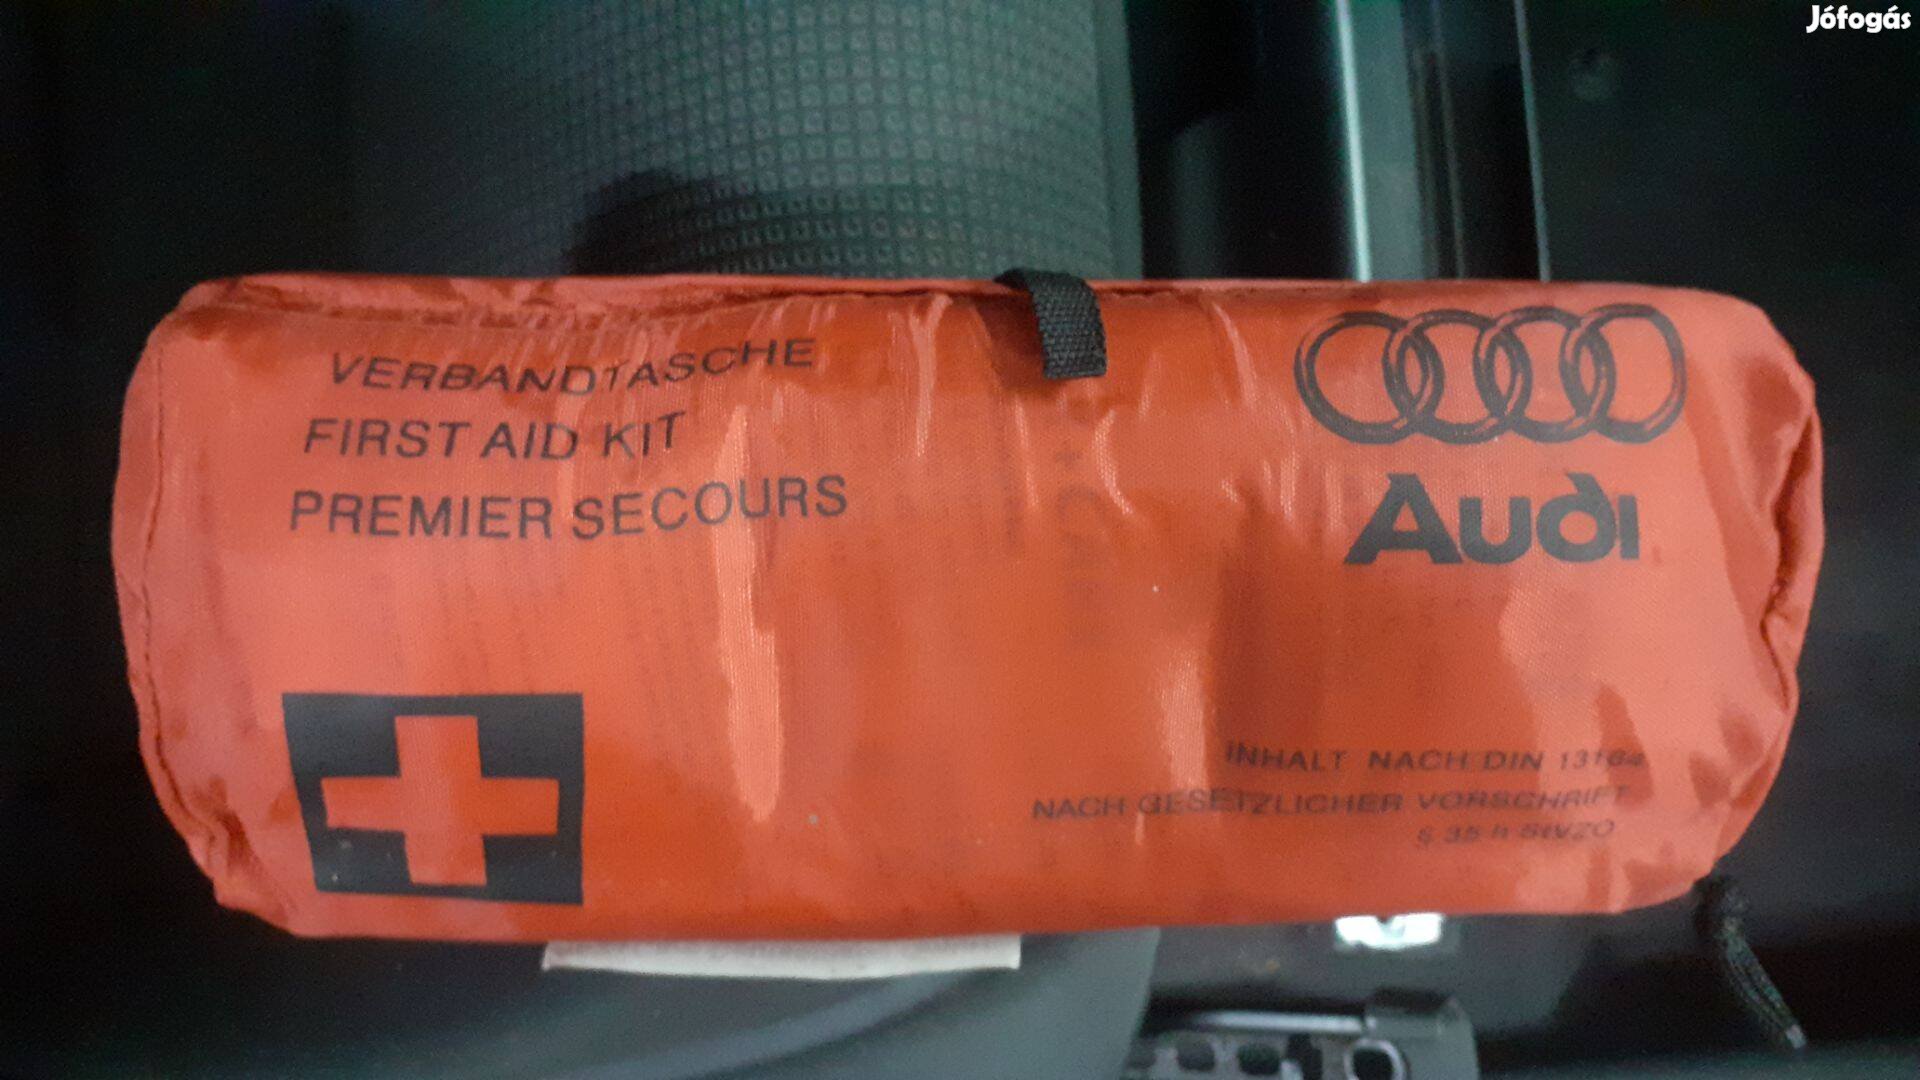 Jófogás
VERBANDTASCHE
FIRST AID KIT
PREMIER SECOURS
Audi
INHALT NACH DIN 13164
NACH GESETZLICHER VORSCHRIFT
§ 35 h StVZO